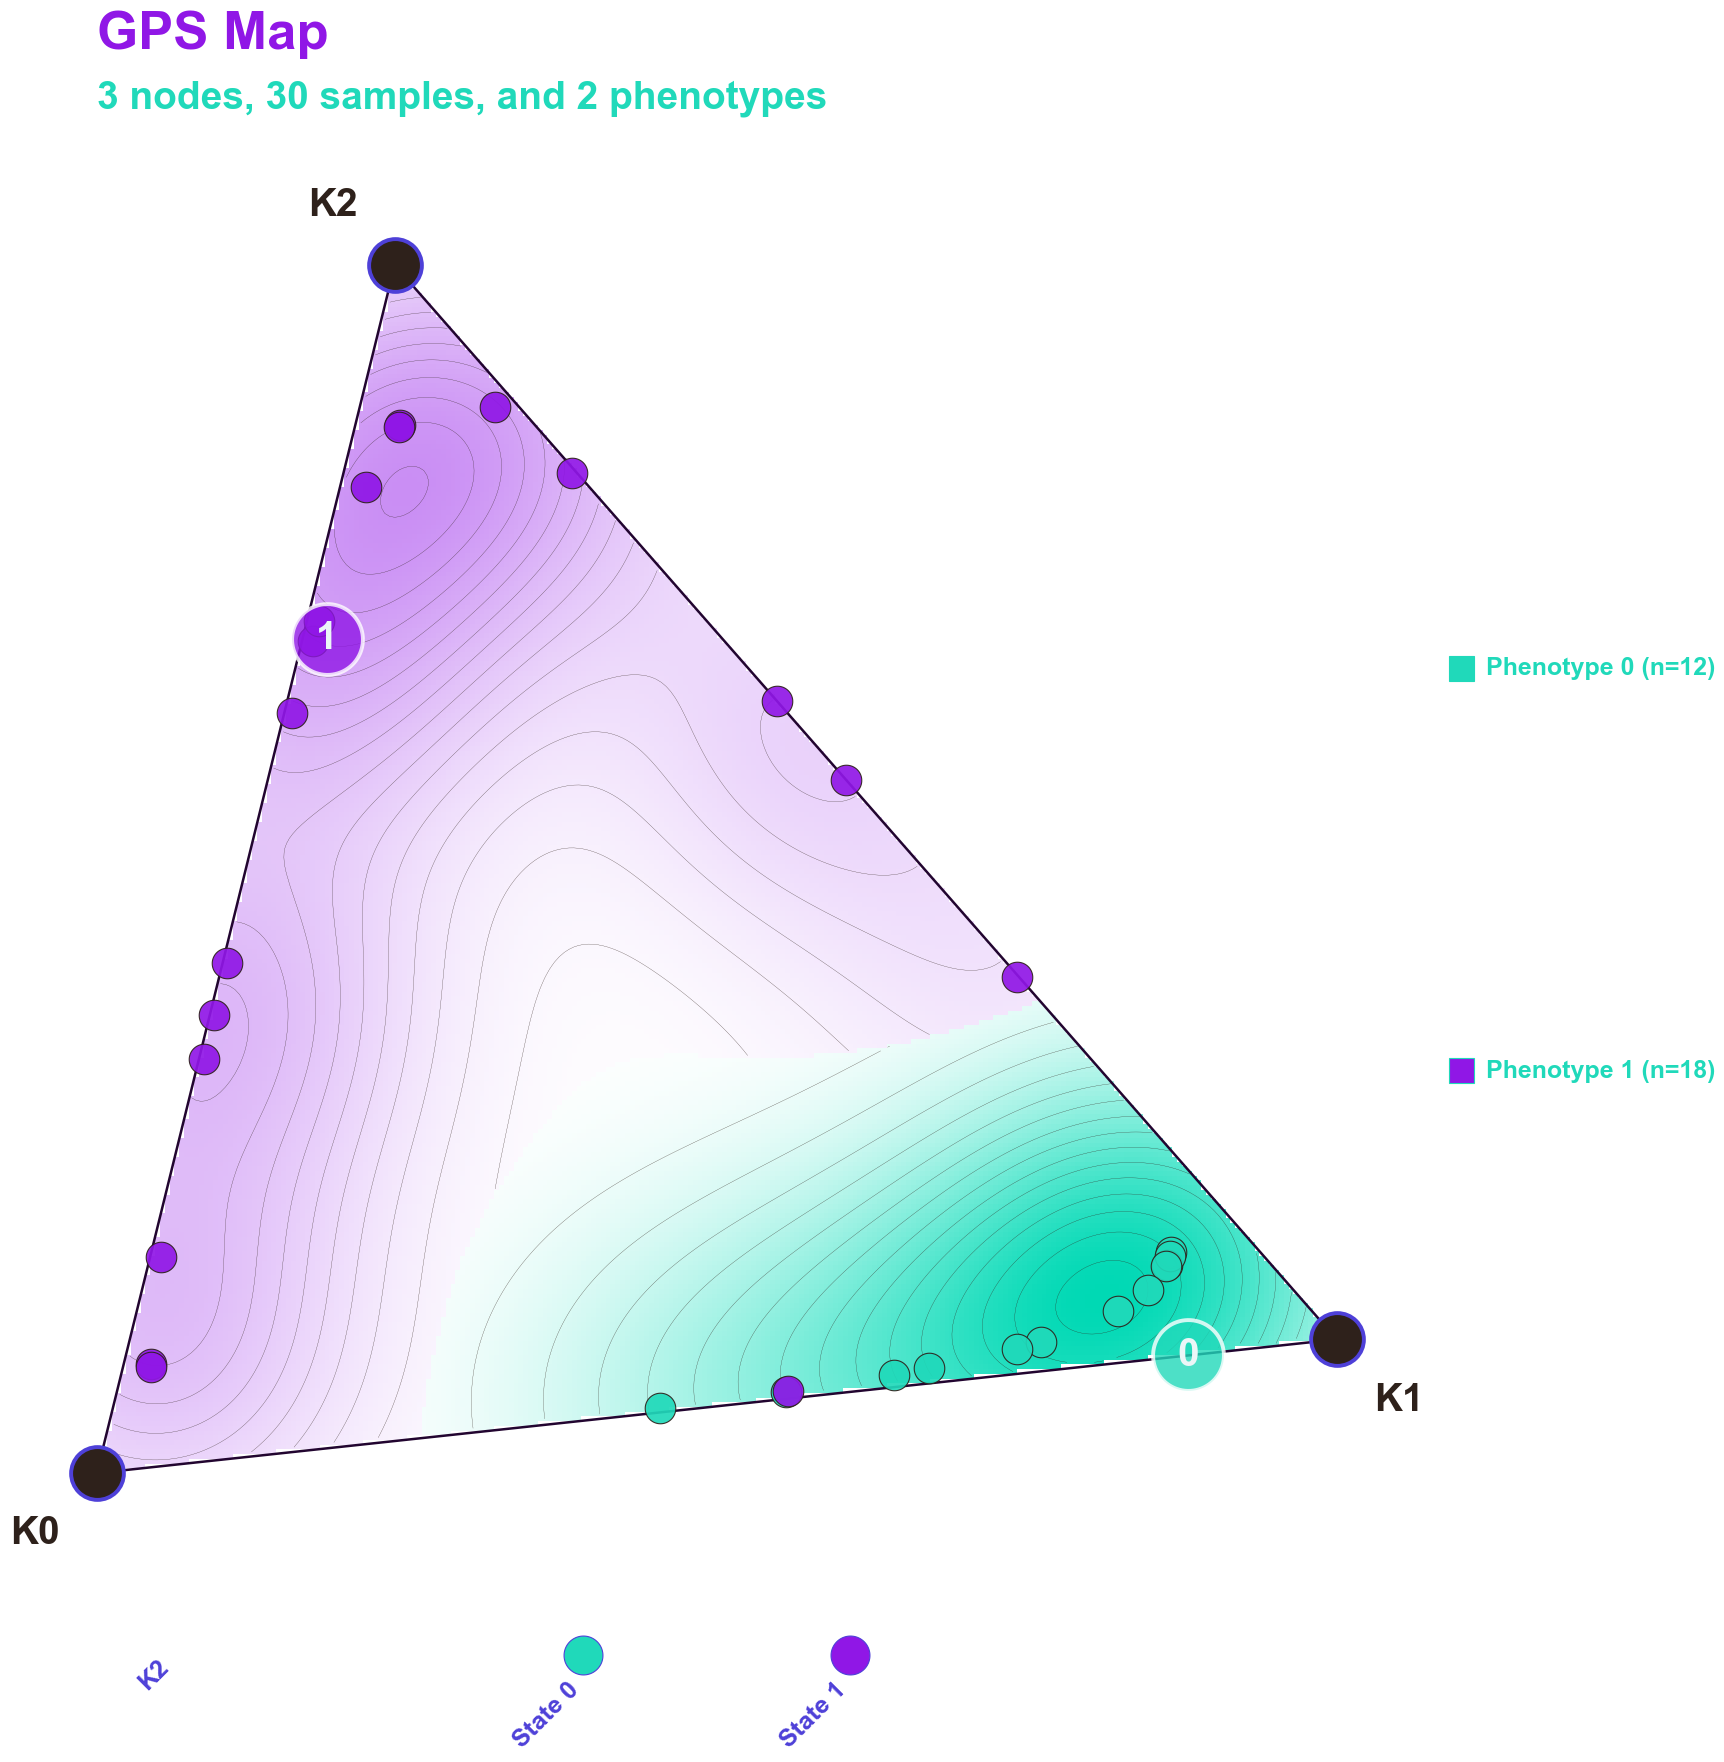 GPS Map
3 nodes, 30 samples, and 2 phenotypes
K2
1
Phenotype 0 (n=12)
Phenotype 1 (n=18)
0
K1
K0
K2
State 0
State 1